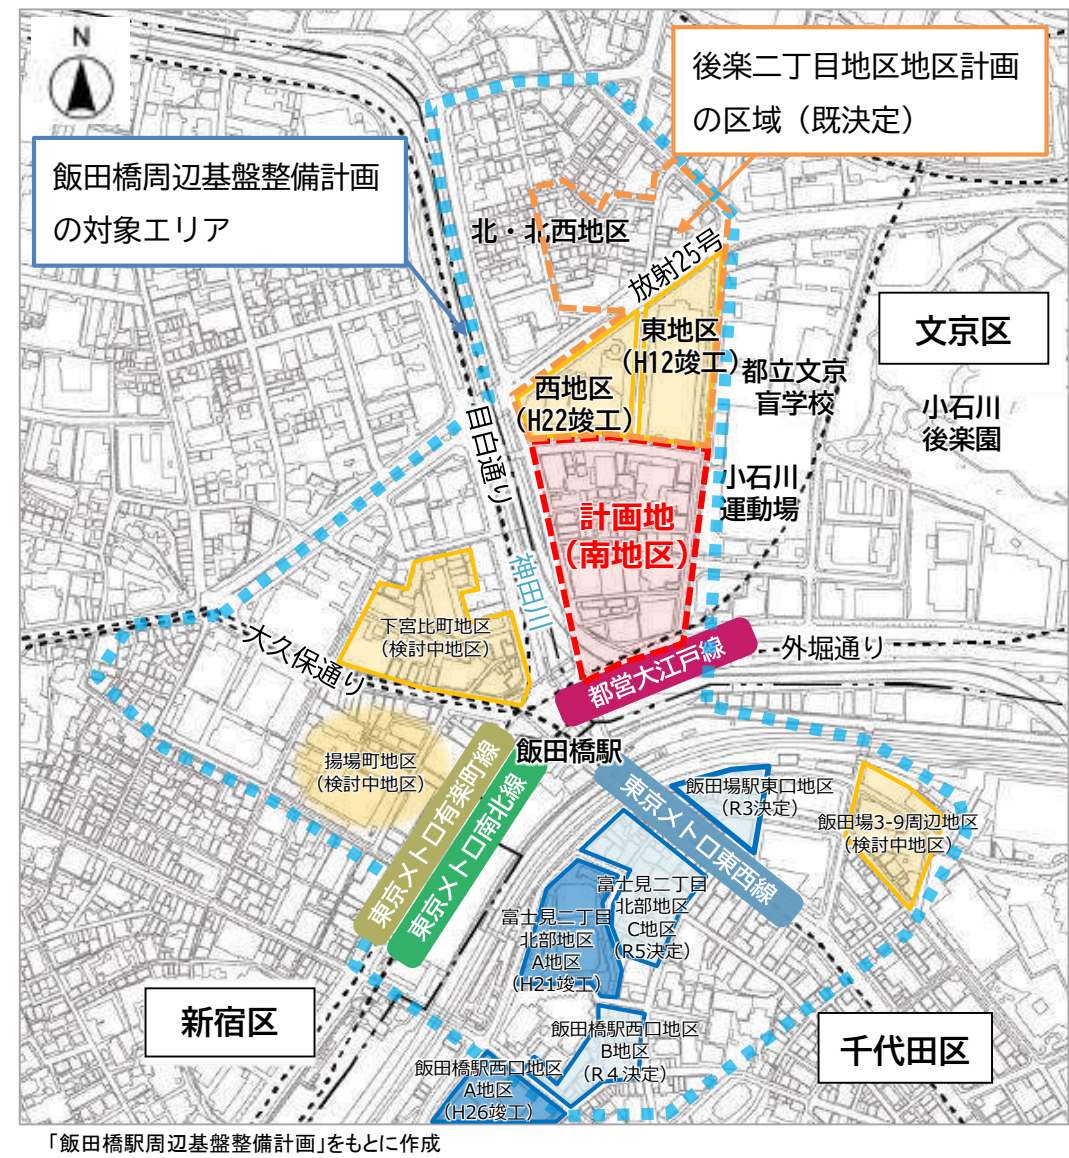 N
後楽二丁目地区地区計画
の区域（既決定）
飯田橋周辺基盤整備計画
の対象エリア
北・北西地区
放射25号
東地区
（H12竣工）
文京区
都立文京
盲学校
西地区
（H22竣工）
小石川
後楽園
目白通り
小石川
運動場
計画地
（南地区）
神田川
下宮比町地区
（検討中地区）
大久保通り
外堀通り
都営大江戸線
飯田橋駅
揚場町地区
（検討中地区）
東京メトロ有楽町線
東京メトロ南北線
東京メトロ東西線
飯田場駅東口地区
（R3決定）
飯田場3-9周辺地区
（検討中地区）
富士見二丁目
北部地区
C地区
（R5決定）
富士見二丁目
北部地区
A地区
（H21竣工）
新宿区
飯田橋駅西口地区
B地区
（R４決定）
千代田区
飯田橋駅西口地区
A地区
（H26竣工）
「飯田橋駅周辺基盤整備計画」をもとに作成